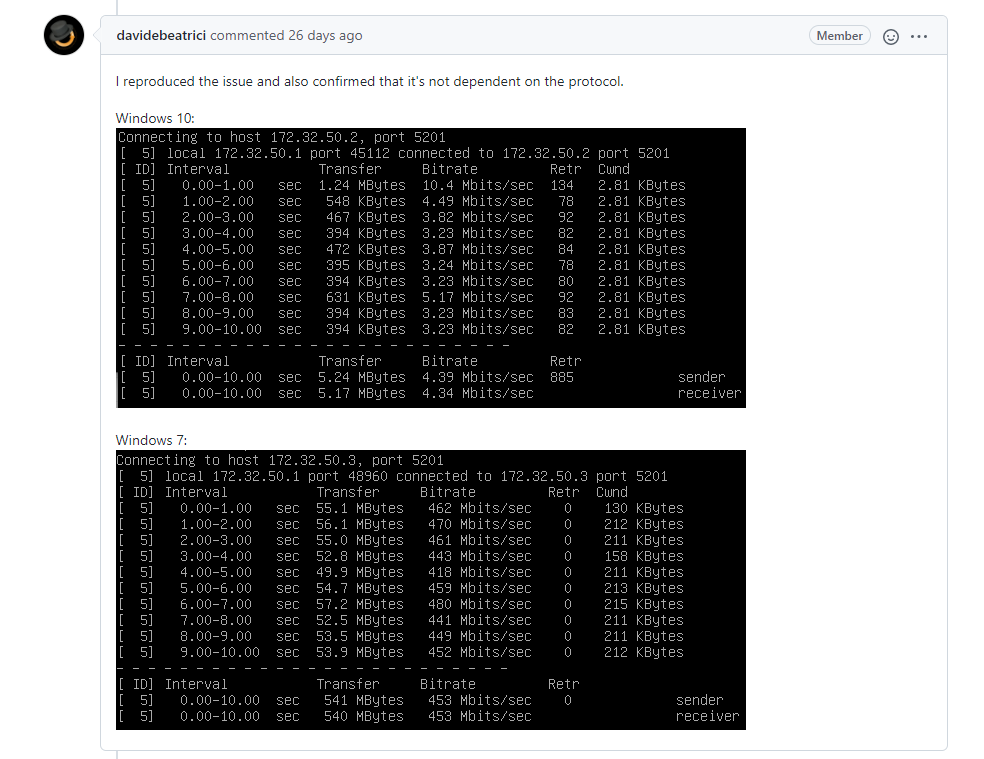 davidebeatrici commented 26 days ago Member
I reproduced the issue and also confirmed that it's not dependent on the protocol.
Windows 10:
Connecting to host 172.32.50.2, port 5201
[  5] local 172.32.50.1 port 45112 connected to 172.32.50.2 port 5201
[ ID] Interval           Transfer     Bitrate         Retr  Cwnd
[  5]   0.00-1.00   sec  1.24 MBytes  10.4 Mbits/sec  134   2.81 KBytes
[  5]   1.00-2.00   sec   548 KBytes  4.49 Mbits/sec   78   2.81 KBytes
[  5]   2.00-3.00   sec   467 KBytes  3.82 Mbits/sec   92   2.81 KBytes
[  5]   3.00-4.00   sec   394 KBytes  3.23 Mbits/sec   82   2.81 KBytes
[  5]   4.00-5.00   sec   472 KBytes  3.87 Mbits/sec   84   2.81 KBytes
[  5]   5.00-6.00   sec   395 KBytes  3.24 Mbits/sec   78   2.81 KBytes
[  5]   6.00-7.00   sec   394 KBytes  3.23 Mbits/sec   80   2.81 KBytes
[  5]   7.00-8.00   sec   631 KBytes  5.17 Mbits/sec   92   2.81 KBytes
[  5]   8.00-9.00   sec   394 KBytes  3.23 Mbits/sec   83   2.81 KBytes
[  5]   9.00-10.00  sec   394 KBytes  3.23 Mbits/sec   82   2.81 KBytes
- - - - - - - - - - - - - - - - - - - - - - - - -
[ ID] Interval           Transfer     Bitrate         Retr
[  5]   0.00-10.00  sec  5.24 MBytes  4.39 Mbits/sec  885             sender
[  5]   0.00-10.00  sec  5.17 MBytes  4.34 Mbits/sec                  receiver
Windows 7:
Connecting to host 172.32.50.3, port 5201
[  5] local 172.32.50.1 port 48960 connected to 172.32.50.3 port 5201
[ ID] Interval           Transfer     Bitrate         Retr  Cwnd
[  5]   0.00-1.00   sec  55.1 MBytes   462 Mbits/sec    0    130 KBytes
[  5]   1.00-2.00   sec  56.1 MBytes   470 Mbits/sec    0    212 KBytes
[  5]   2.00-3.00   sec  55.0 MBytes   461 Mbits/sec    0    211 KBytes
[  5]   3.00-4.00   sec  52.8 MBytes   443 Mbits/sec    0    158 KBytes
[  5]   4.00-5.00   sec  49.9 MBytes   418 Mbits/sec    0    211 KBytes
[  5]   5.00-6.00   sec  54.7 MBytes   459 Mbits/sec    0    213 KBytes
[  5]   6.00-7.00   sec  57.2 MBytes   480 Mbits/sec    0    215 KBytes
[  5]   7.00-8.00   sec  52.5 MBytes   441 Mbits/sec    0    211 KBytes
[  5]   8.00-9.00   sec  53.5 MBytes   449 Mbits/sec    0    211 KBytes
[  5]   9.00-10.00  sec  53.9 MBytes   452 Mbits/sec    0    212 KBytes
- - - - - - - - - - - - - - - - - - - - - - - - -
[ ID] Interval           Transfer     Bitrate         Retr
[  5]   0.00-10.00  sec   541 MBytes   453 Mbits/sec    0             sender
[  5]   0.00-10.00  sec   540 MBytes   453 Mbits/sec                  receiver